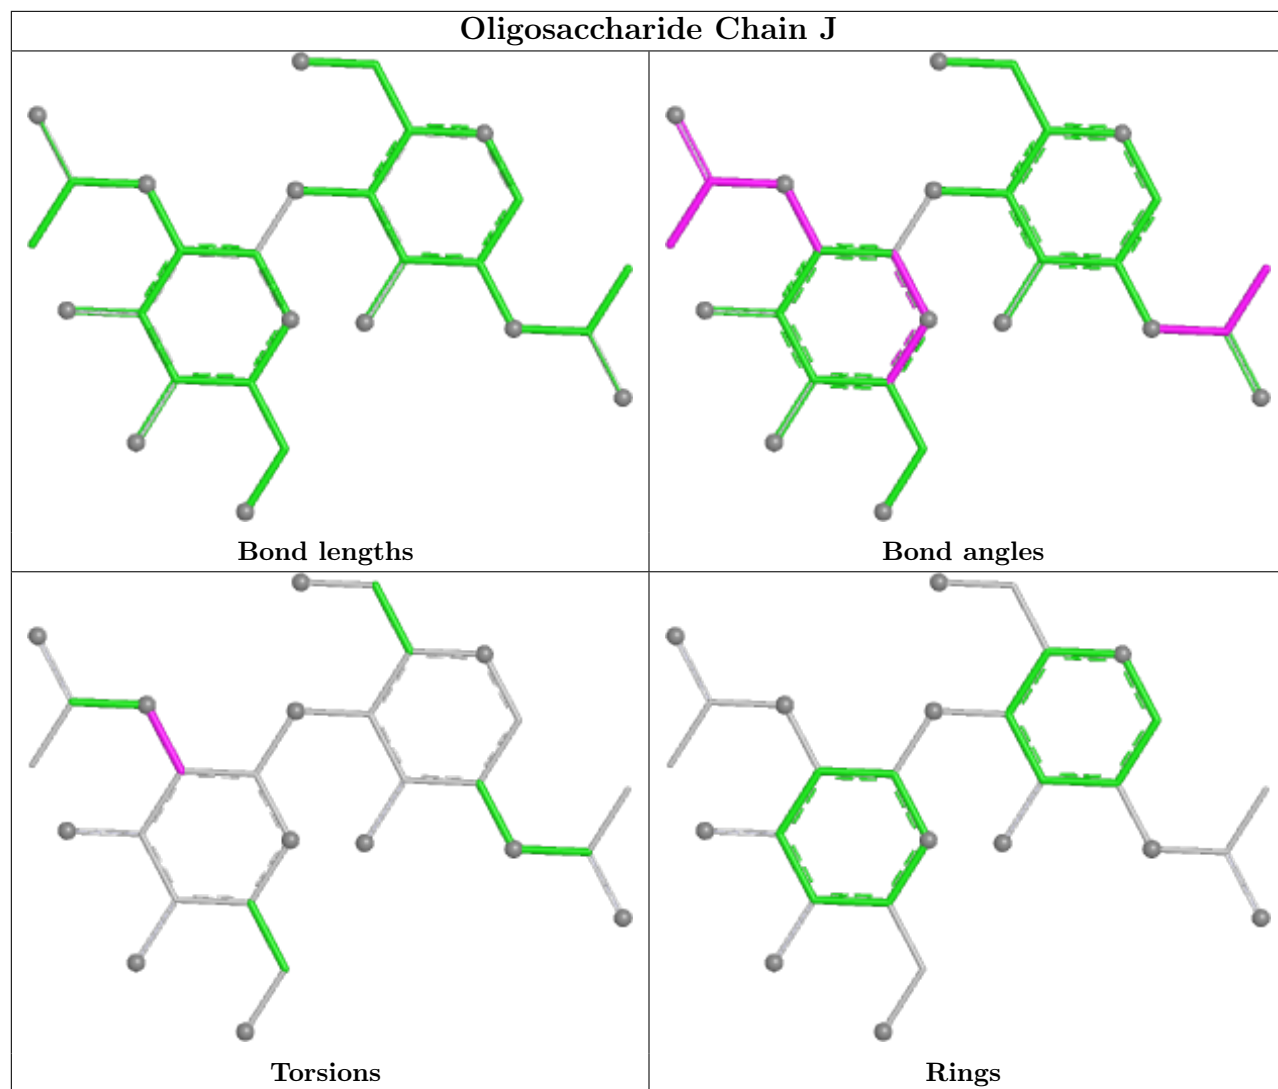 Oligosaccharide Chain J
Bond lengths
Bond angles
Torsions
Rings